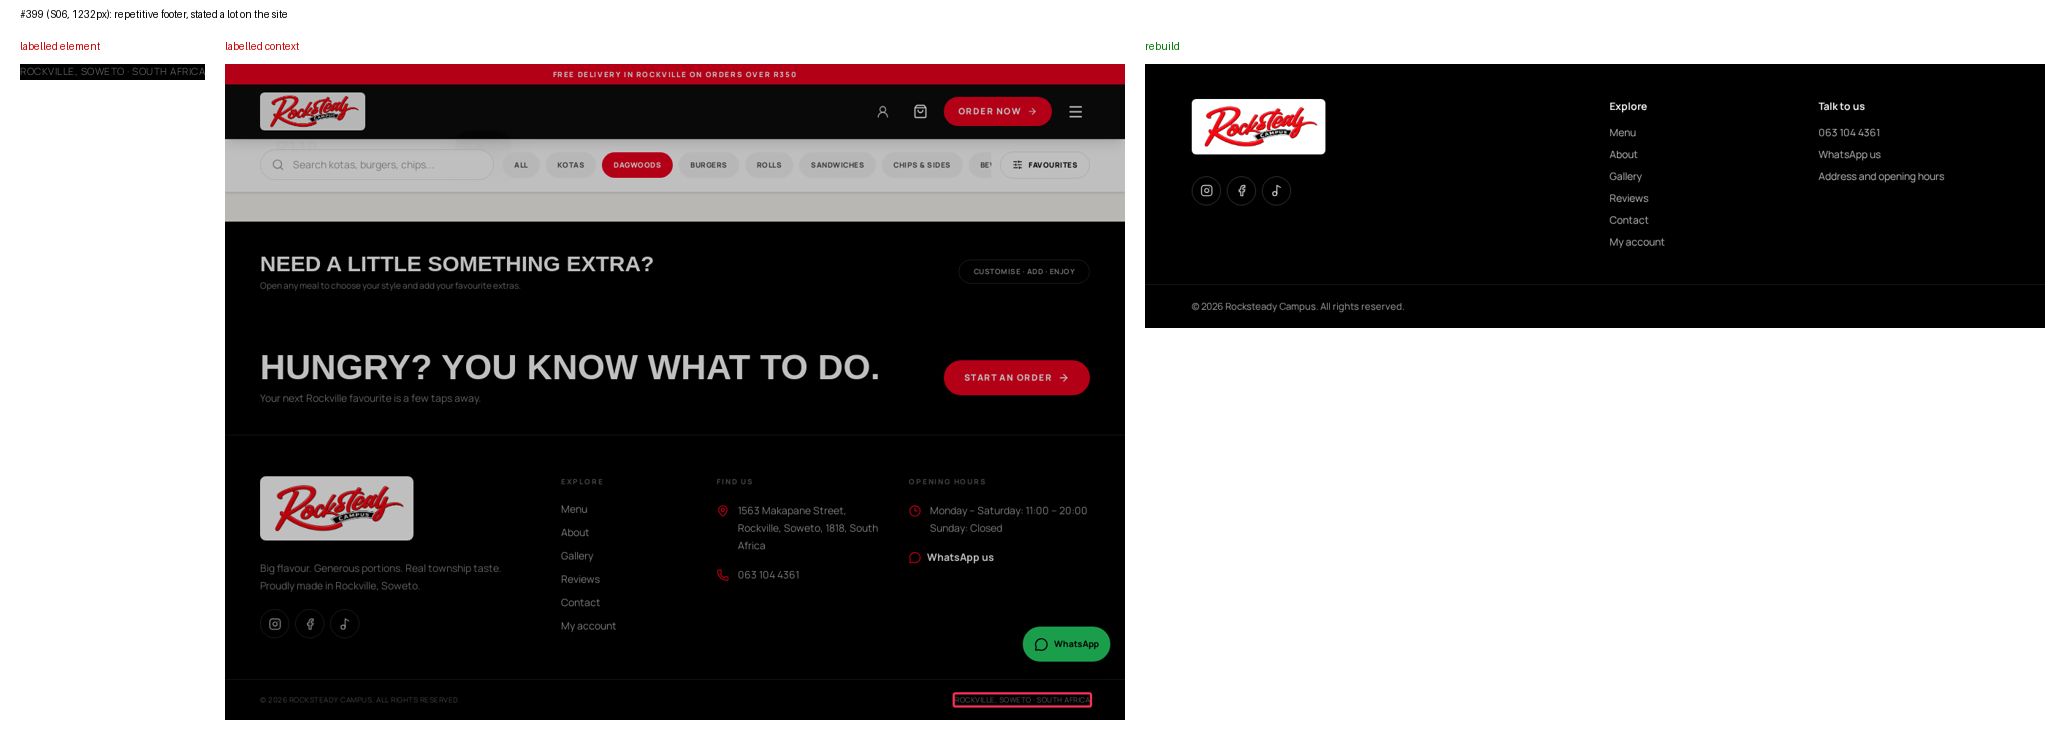 #399 (S06, 1232px): repetitive footer, stated a lot on the site
labelled element
labelled context
rebuild
ROCKVILLE, SOWETO · SOUTH AFRICA
FREE DELIVERY IN ROCKVILLE ON ORDERS OVER R350
Rocksteady
CAMPUS
ORDER NOW
Search kotas, burgers, chips...
ALL
KOTAS
DAGWOODS
BURGERS
ROLLS
SANDWICHES
CHIPS & SIDES
BEV
FAVOURITES
NEED A LITTLE SOMETHING EXTRA?
Open any meal to choose your style and add your favourite extras.
CUSTOMISE · ADD · ENJOY
HUNGRY? YOU KNOW WHAT TO DO.
Your next Rockville favourite is a few taps away.
START AN ORDER
Rocksteady
CAMPUS
Big flavour. Generous portions. Real township taste.
Proudly made in Rockville, Soweto.
EXPLORE
Menu
About
Gallery
Reviews
Contact
My account
FIND US
1563 Makapane Street,
Rockville, Soweto, 1818, South
Africa
063 104 4361
OPENING HOURS
Monday – Saturday: 11:00 – 20:00
Sunday: Closed
WhatsApp us
WhatsApp
© 2026 ROCKSTEADY CAMPUS. ALL RIGHTS RESERVED.
ROCKVILLE, SOWETO · SOUTH AFRICA
Rocksteady
CAMPUS
Explore
Menu
About
Gallery
Reviews
Contact
My account
Talk to us
063 104 4361
WhatsApp us
Address and opening hours
© 2026 Rocksteady Campus. All rights reserved.